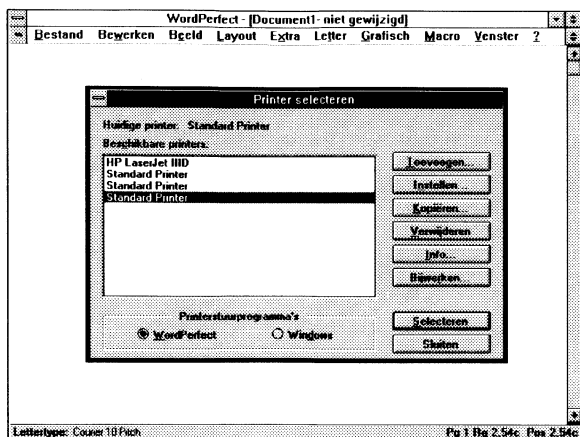 WordPerfect - [Document1- niet gewijzigd]
Bestand Bewerken Beeld Layout Extra Letter Grafisch Macro Venster ?
Printer selecteren
Huidige printer: Standard Printer
Beschikbare printers:
HP LaserJet IIID
Standard Printer
Standard Printer
Standard Printer
Toevoegen...
Instellen...
Kopiëren...
Verwijderen
Info...
Bijwerken...
Printerstuurprogramma's
WordPerfect Windows
Selecteren
Sluiten
Lettertype: Courier 10 Pitch Pg 1 Rg 2.54c Pos 2.54c